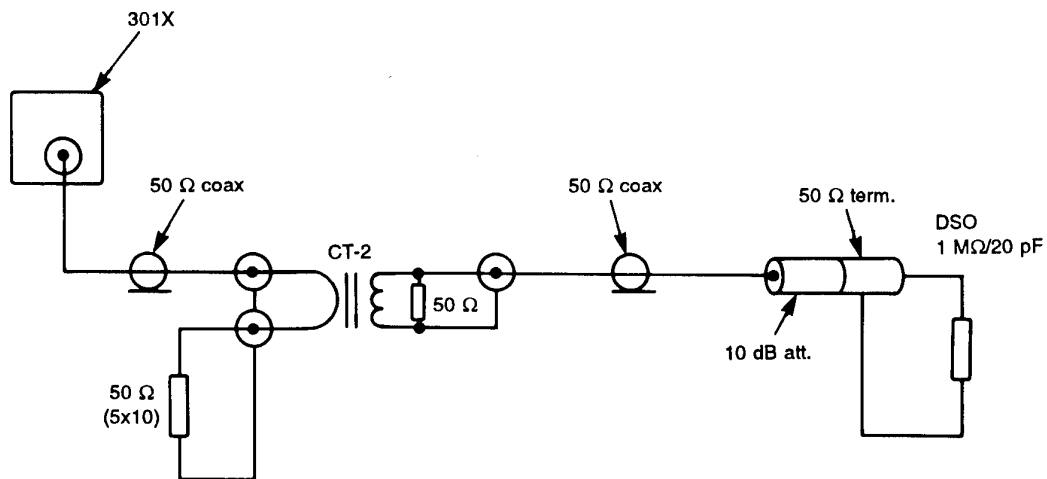 301X
50 Ω coax
50 Ω coax
50 Ω term.
DSO
1 MΩ/20 pF
CT-2
50 Ω
10 dB att.
50 Ω
(5x10)